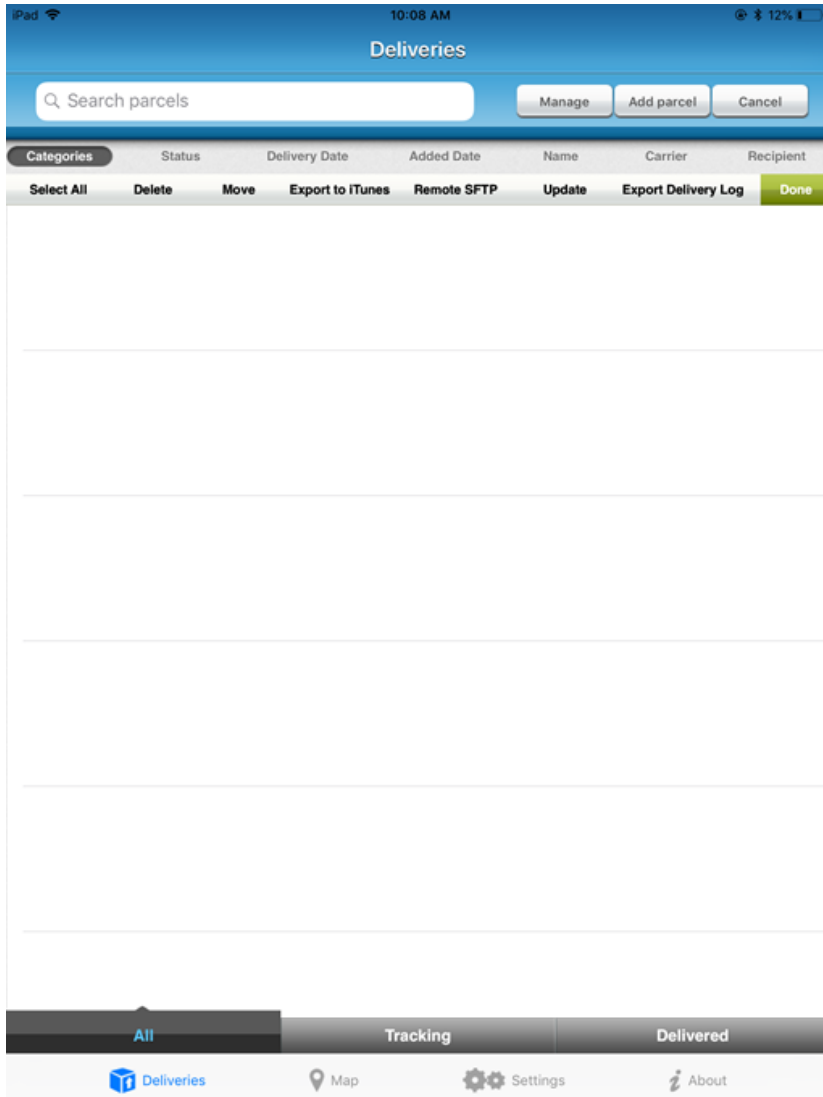 iPad 10:08 AM 12%
Deliveries
Search parcels Manage Add parcel Cancel
Categories Status Delivery Date Added Date Name Carrier Recipient
Select All Delete Move Export to iTunes Remote SFTP Update Export Delivery Log Done
All Tracking Delivered
Deliveries Map Settings About